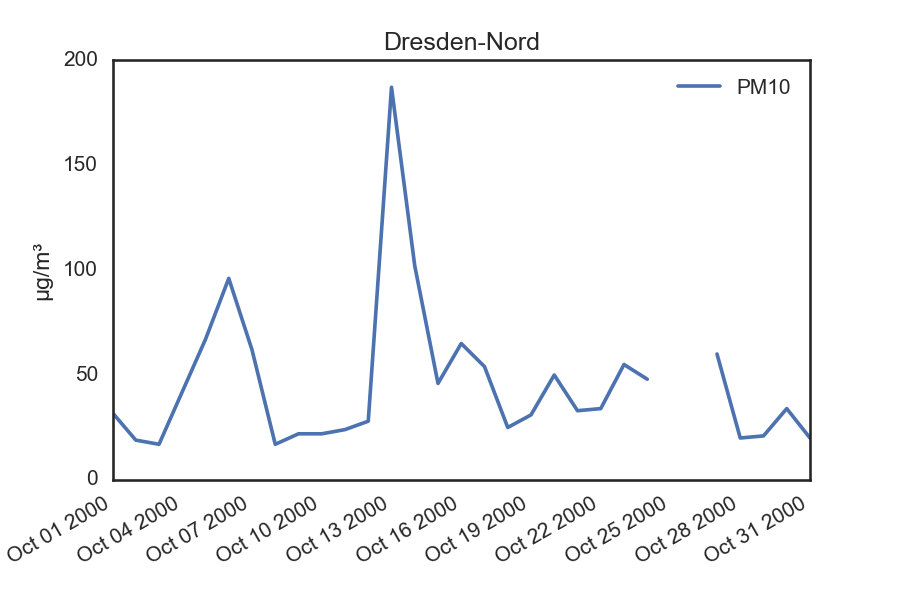 Dresden-Nord
200
150
100
50
0
µg/m³
PM10
Oct 01 2000
Oct 04 2000
Oct 07 2000
Oct 10 2000
Oct 13 2000
Oct 16 2000
Oct 19 2000
Oct 22 2000
Oct 25 2000
Oct 28 2000
Oct 31 2000